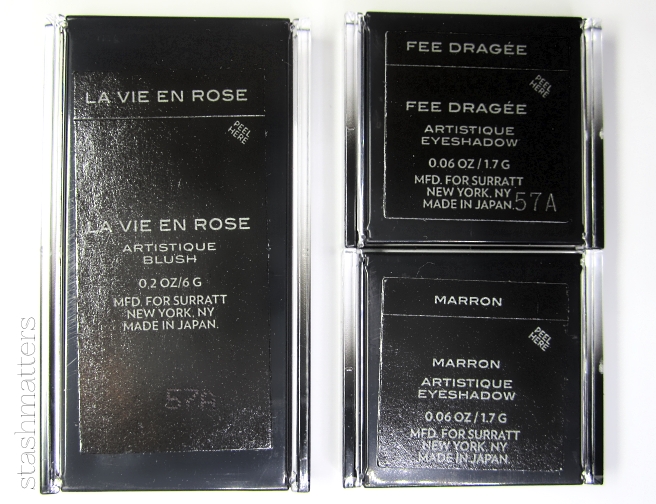 LA VIE EN ROSE
PEEL
HERE
LA VIE EN ROSE
ARTISTIQUE
BLUSH
0.2 OZ/6 G
MFD. FOR SURRATT
NEW YORK, NY
MADE IN JAPAN.
57A
FEE DRAGÉE
PEEL
HERE
FEE DRAGÉE
ARTISTIQUE
EYESHADOW
0.06 OZ / 1.7 G
MFD. FOR SURRATT
NEW YORK, NY
MADE IN JAPAN.
57A
MARRON
PEEL
HERE
MARRON
ARTISTIQUE
EYESHADOW
0.06 OZ / 1.7 G
MFD. FOR SURRATT
NEW YORK, NY
MADE IN JAPAN.
stashmatters